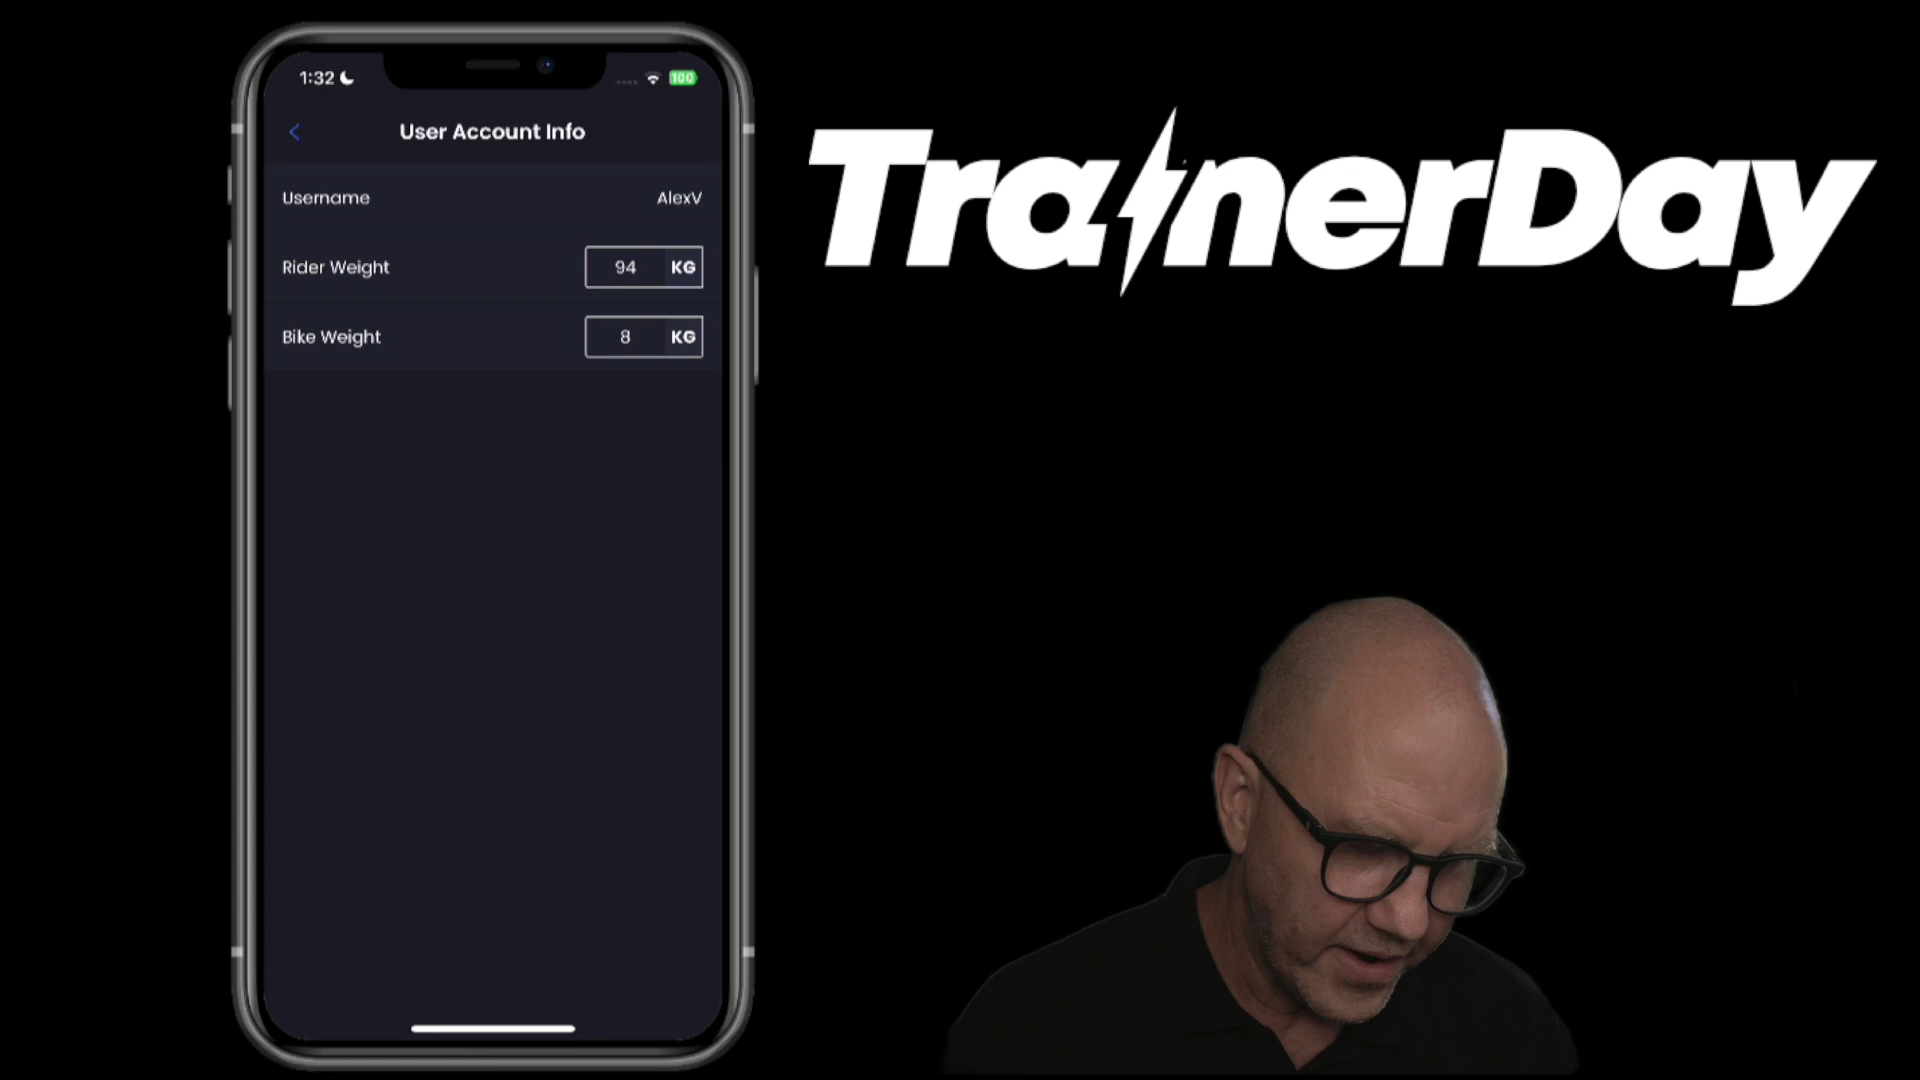 1:32
100
User Account Info
Username AlexV
Rider Weight 94 KG
Bike Weight 8 KG
TrainerDay